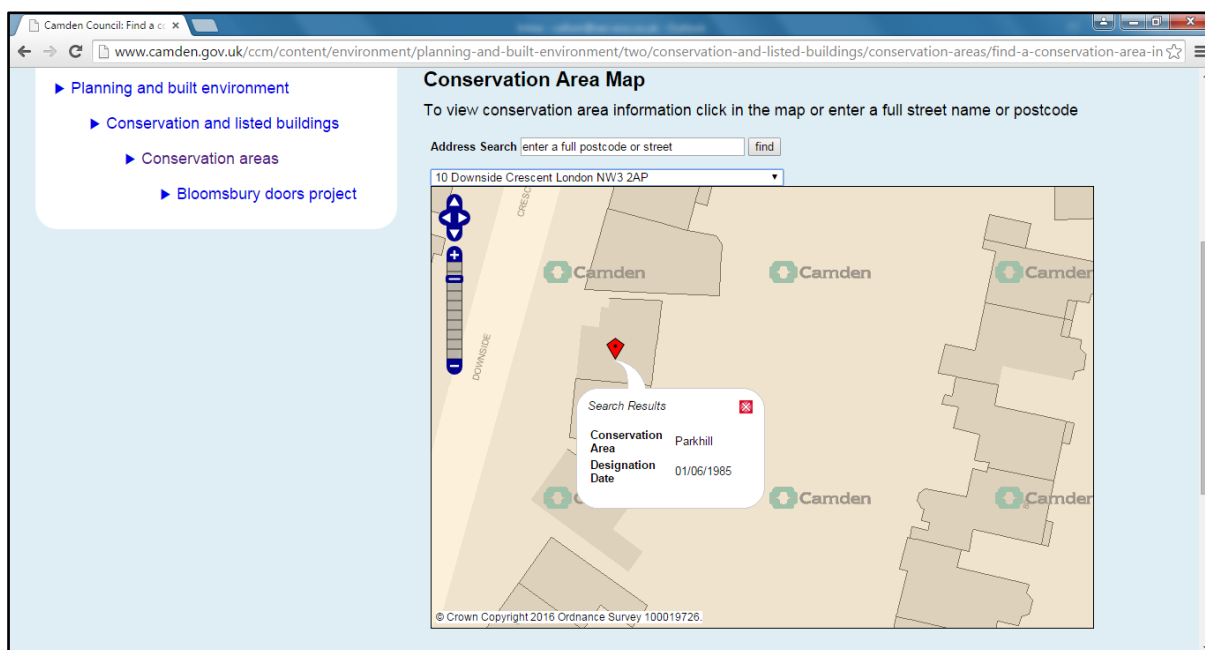 Camden Council: Find a cc
www.camden.gov.uk/ccm/content/environment/planning-and-built-environment/two/conservation-and-listed-buildings/conservation-areas/find-a-conservation-area-in
Planning and built environment
Conservation and listed buildings
Conservation areas
Bloomsbury doors project
Conservation Area Map
To view conservation area information click in the map or enter a full street name or postcode
Address Search enter a full postcode or street find
10 Downside Crescent London NW3 2AP
CRESC
Camden Camden Camden
DOWNSIDE
Search Results
Conservation Area Parkhill
Designation Date 01/06/1985
C Camden Camden
© Crown Copyright 2016 Ordnance Survey 100019726.